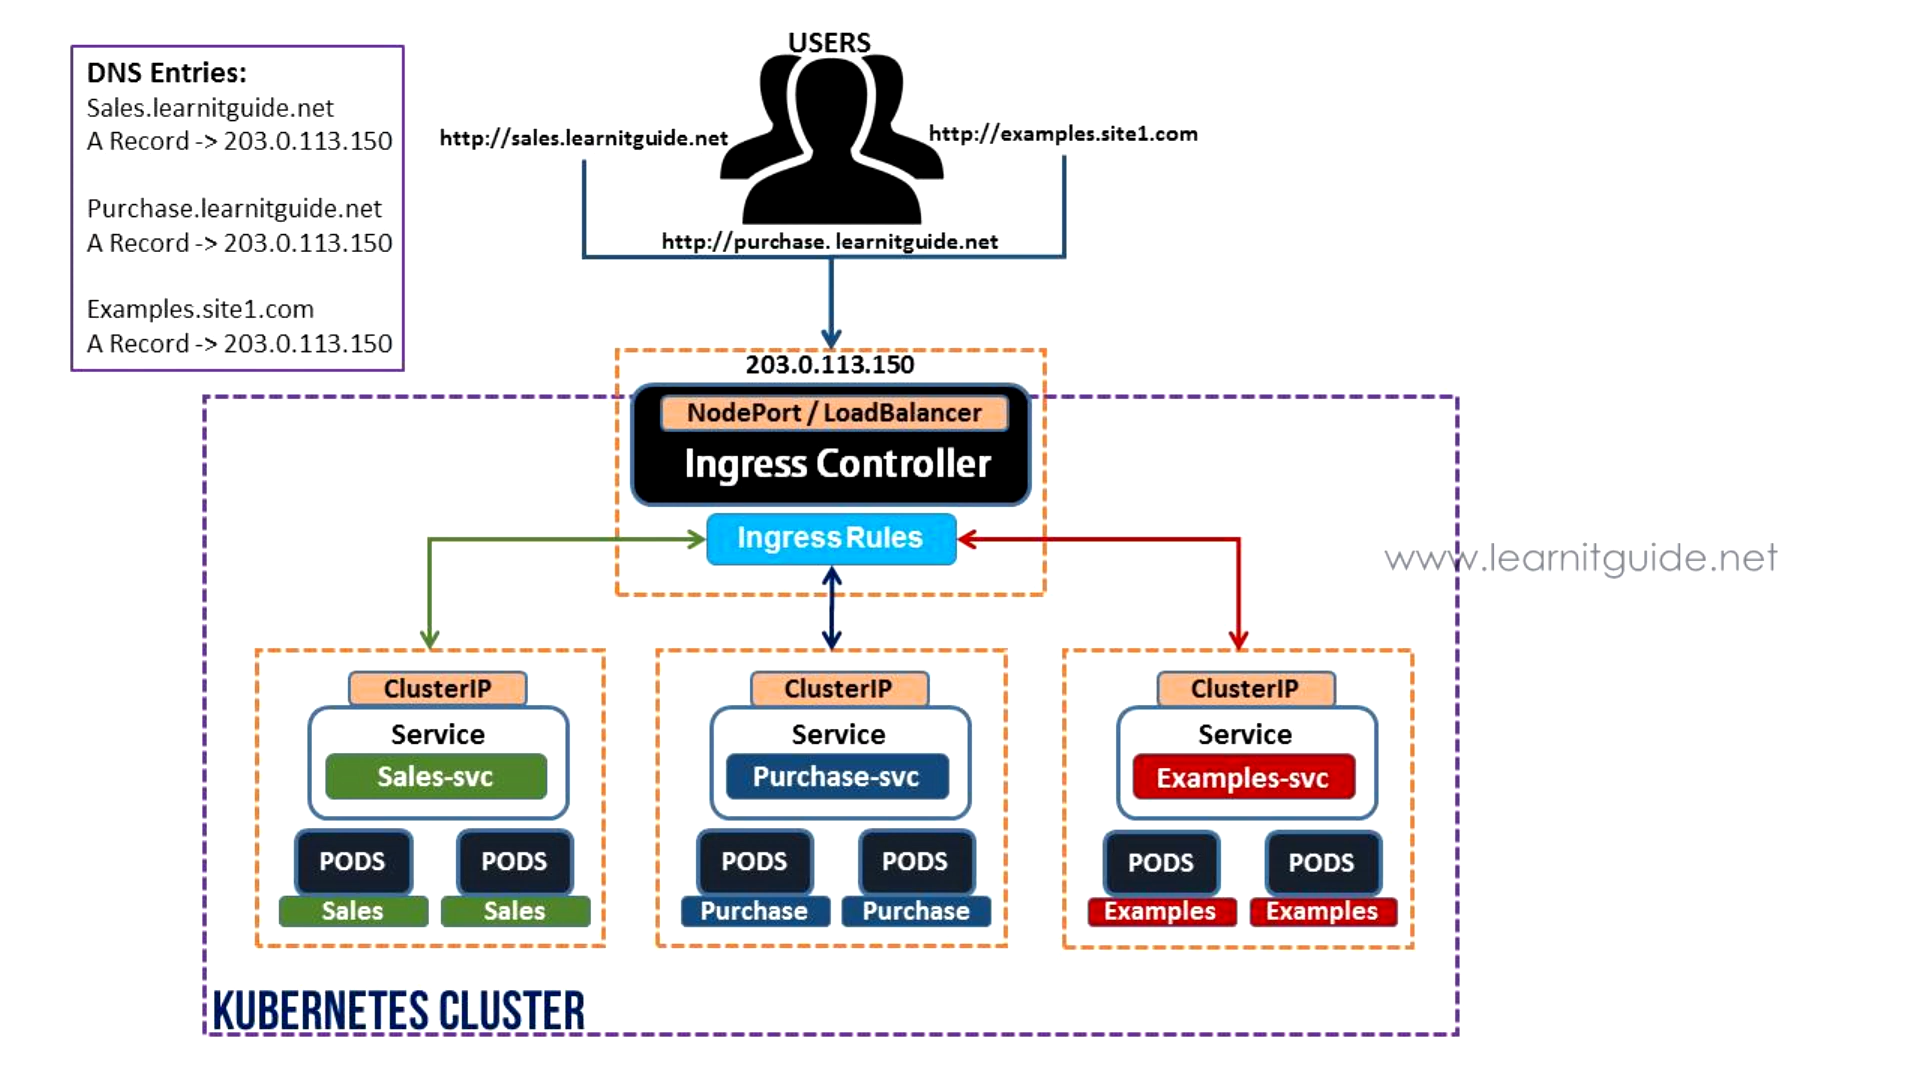 USERS
DNS Entries:
Sales.learnitguide.net
A Record -> 203.0.113.150
Purchase.learnitguide.net
A Record -> 203.0.113.150
Examples.site1.com
A Record -> 203.0.113.150
http://sales.learnitguide.net
http://examples.site1.com
http://purchase. learnitguide.net
203.0.113.150
NodePort / LoadBalancer
Ingress Controller
Ingress Rules
www.learnitguide.net
ClusterIP
Service
Sales-svc
PODS
PODS
Sales
Sales
ClusterIP
Service
Purchase-svc
PODS
PODS
Purchase
Purchase
ClusterIP
Service
Examples-svc
PODS
PODS
Examples
Examples
KUBERNETES CLUSTER